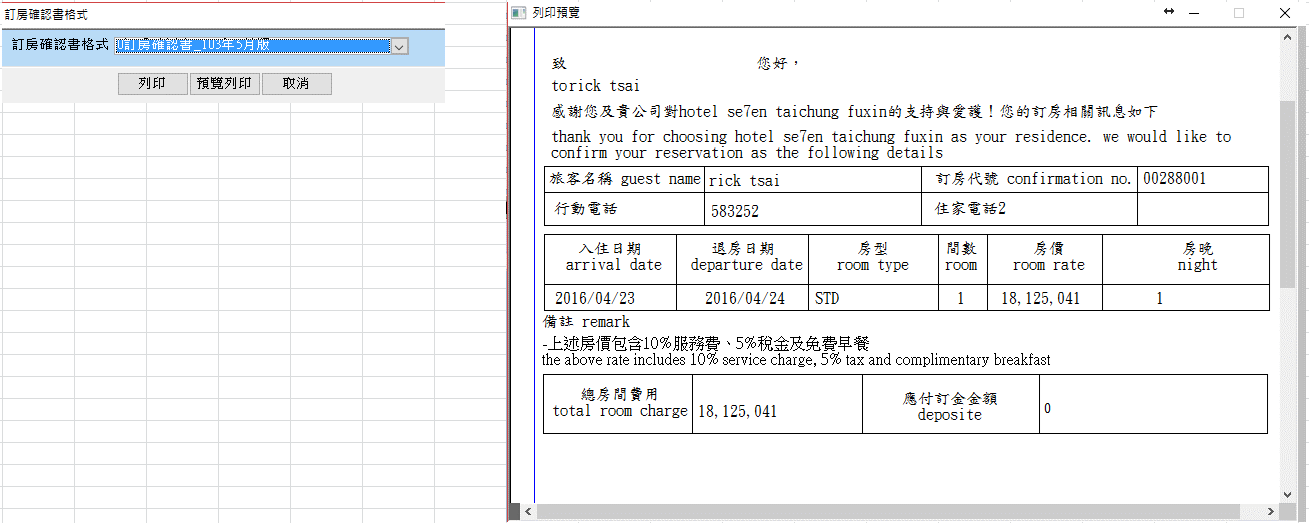 訂房確認書格式
訂房確認書格式 0訂房確認書_103年5月版
列印 預覽列印 取消
列印預覽
致 您好，
torick tsai
感謝您及貴公司對hotel se7en taichung fuxin的支持與愛護！您的訂房相關訊息如下
thank you for choosing hotel se7en taichung fuxin as your residence. we would like to
confirm your reservation as the following details
旅客名稱 guest name rick tsai 訂房代號 confirmation no. 00288001
行動電話 583252 住家電話2
入住日期 退房日期 房型 間數 房價 房晚
arrival date departure date room type room room rate night
2016/04/23 2016/04/24 STD 1 18,125,041 1
備註 remark
-上述房價包含10%服務費、5%稅金及免費早餐
the above rate includes 10% service charge, 5% tax and complimentary breakfast
總房間費用 應付訂金金額
total room charge 18,125,041 deposite 0